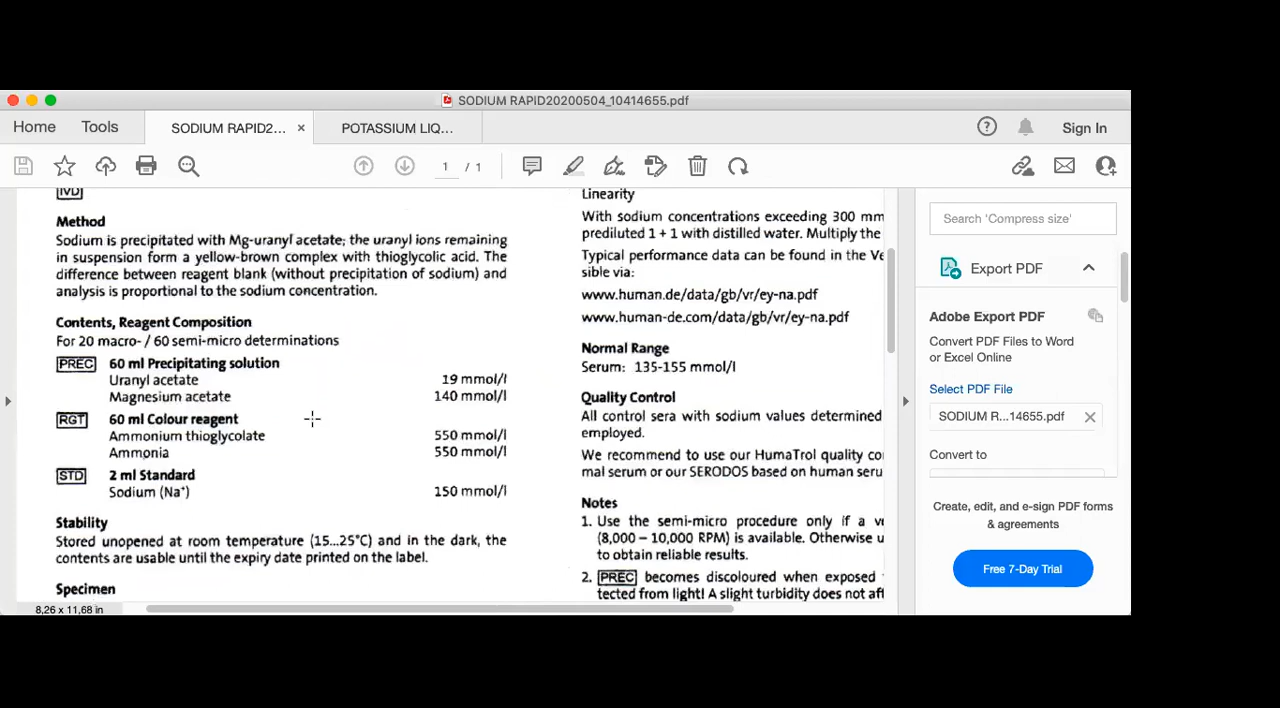 SODIUM RAPID20200504_10414655.pdf
Home Tools SODIUM RAPID2... × POTASSIUM LIQ... ? Sign In
1 / 1
IVD
Method
Sodium is precipitated with Mg-uranyl acetate; the uranyl ions remaining
in suspension form a yellow-brown complex with thioglycolic acid. The
difference between reagent blank (without precipitation of sodium) and
analysis is proportional to the sodium concentration.
Contents, Reagent Composition
For 20 macro- / 60 semi-micro determinations
PREC 60 ml Precipitating solution
Uranyl acetate 19 mmol/l
Magnesium acetate 140 mmol/l
RGT 60 ml Colour reagent
Ammonium thioglycolate 550 mmol/l
Ammonia 550 mmol/l
STD 2 ml Standard
Sodium (Na⁺) 150 mmol/l
Stability
Stored unopened at room temperature (15...25°C) and in the dark, the
contents are usable until the expiry date printed on the label.
Specimen
8,26 x 11,68 in
Linearity
With sodium concentrations exceeding 300 mm
prediluted 1 + 1 with distilled water. Multiply the
Typical performance data can be found in the Ve
sible via:
www.human.de/data/gb/vr/ey-na.pdf
www.human-de.com/data/gb/vr/ey-na.pdf
Normal Range
Serum: 135-155 mmol/l
Quality Control
All control sera with sodium values determined
employed.
We recommend to use our HumaTrol quality co
mal serum or our SERODOS based on human seru
Notes
1. Use the semi-micro procedure only if a v
(8,000 – 10,000 RPM) is available. Otherwise u
to obtain reliable results.
2. PREC becomes discoloured when exposed
tected from light! A slight turbidity does not aff
Search 'Compress size'
Export PDF
Adobe Export PDF
Convert PDF Files to Word
or Excel Online
Select PDF File
SODIUM R...14655.pdf
Convert to
Create, edit, and e-sign PDF forms
& agreements
Free 7-Day Trial